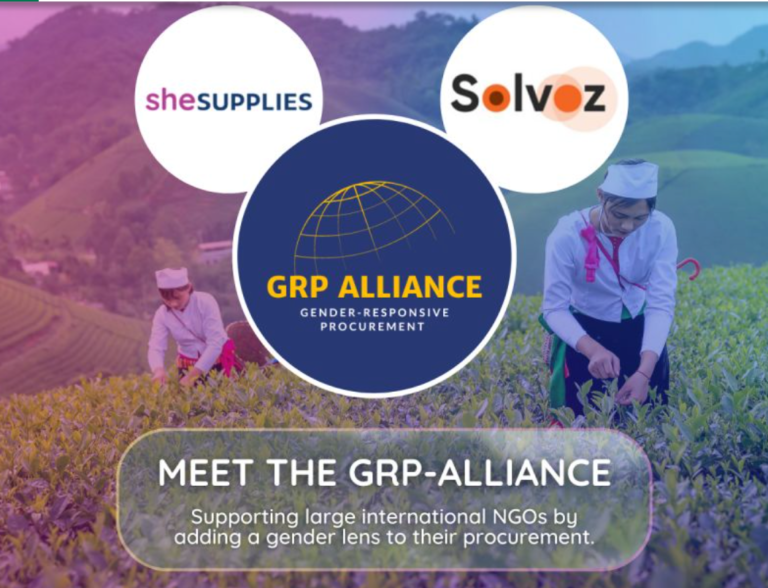 sheSUPPLIES
Solvoz
GRP ALLIANCE
GENDER-RESPONSIVE
PROCUREMENT
MEET THE GRP-ALLIANCE
Supporting large international NGOs by
adding a gender lens to their procurement.